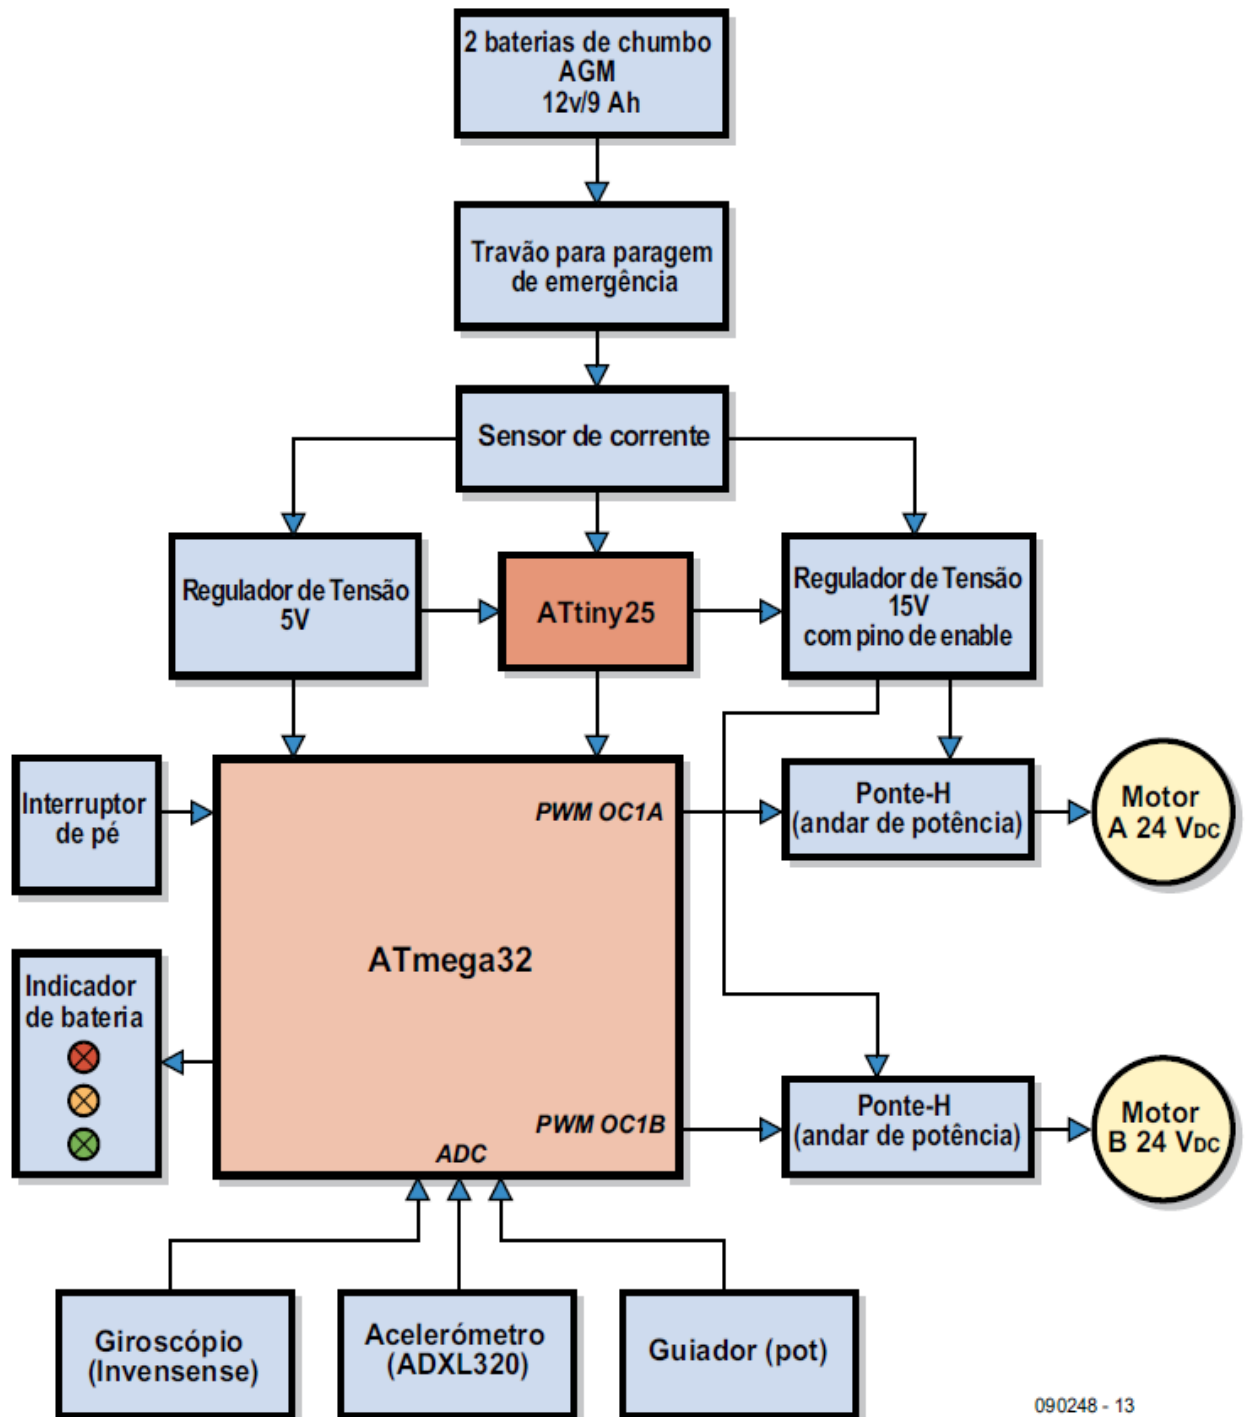 2 baterias de chumbo
AGM
12v/9 Ah
Travão para paragem
de emergência
Sensor de corrente
Regulador de Tensão
5V
ATtiny25
Regulador de Tensão
15V
com pino de enable
Interruptor
de pé
PWM OC1A
Ponte-H
(andar de potência)
Motor
A 24 VDC
ATmega32
Indicador
de bateria
PWM OC1B
ADC
Ponte-H
(andar de potência)
Motor
B 24 VDC
Giroscópio
(Invensense)
Acelerómetro
(ADXL320)
Guiador (pot)
090248 - 13